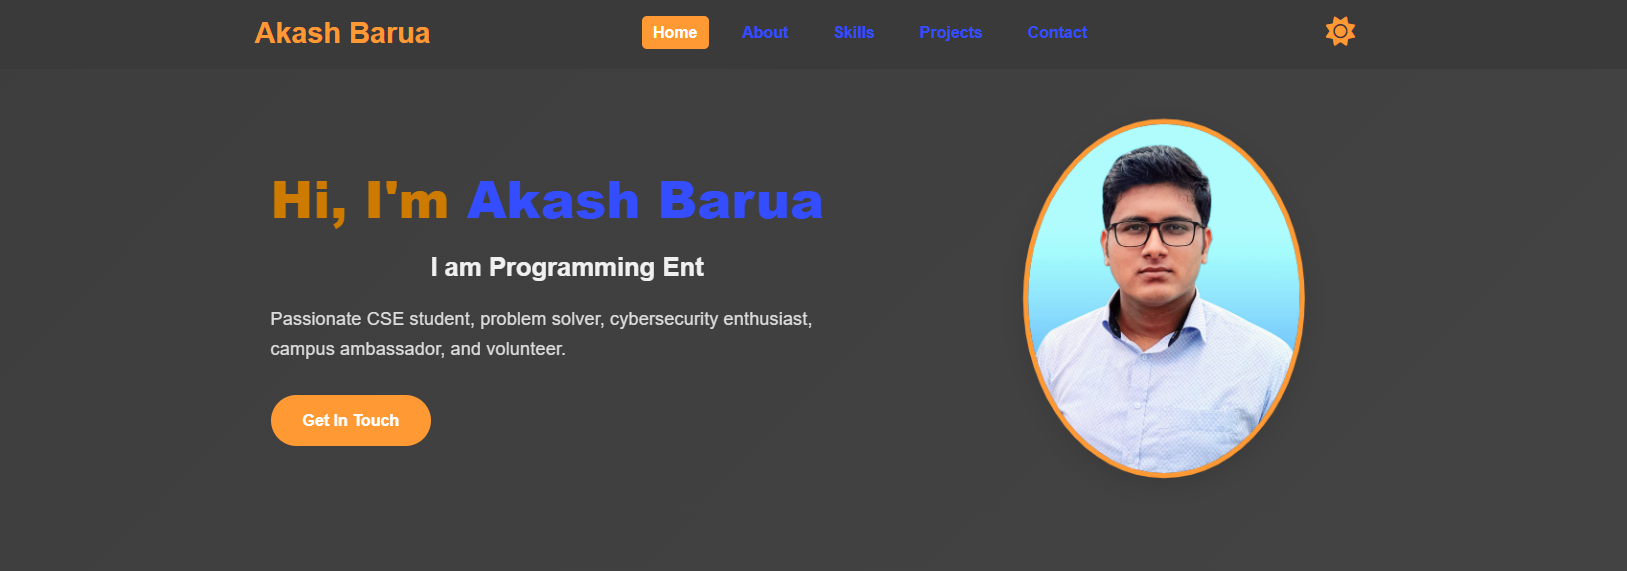 Akash Barua
Home About Skills Projects Contact
Hi, I'm Akash Barua
I am Programming Ent
Passionate CSE student, problem solver, cybersecurity enthusiast,
campus ambassador, and volunteer.
Get In Touch